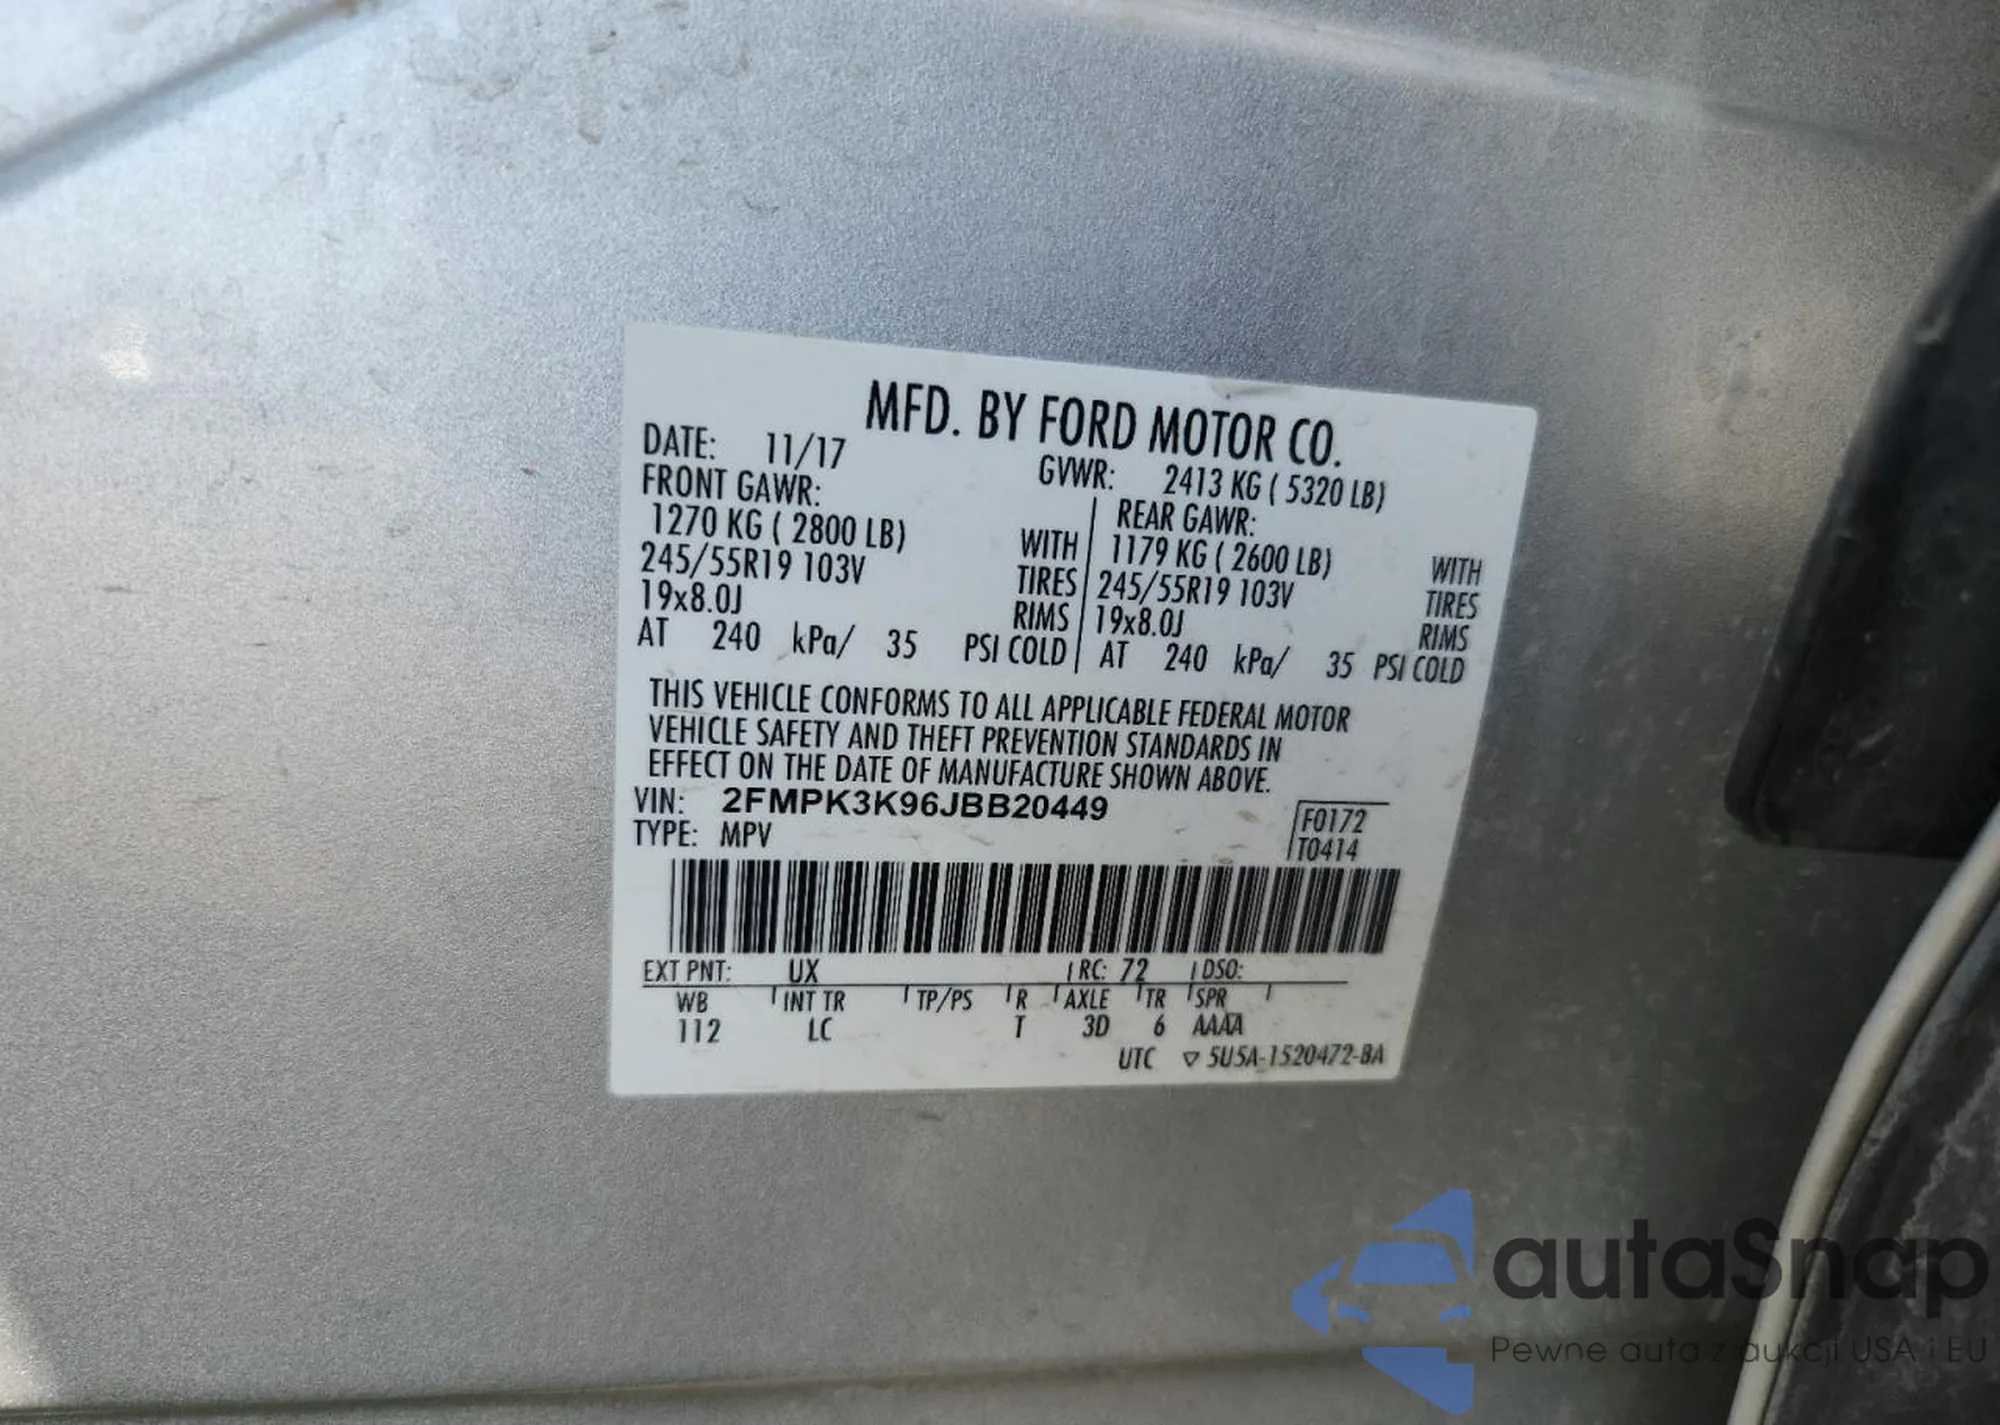 MFD. BY FORD MOTOR CO.
DATE: 11/17 GVWR: 2413 KG ( 5320 LB)
FRONT GAWR: REAR GAWR:
1270 KG ( 2800 LB) WITH 1179 KG ( 2600 LB) WITH
245/55R19 103V TIRES 245/55R19 103V TIRES
19x8.0J RIMS 19x8.0J RIMS
AT 240 kPa/ 35 PSI COLD AT 240 kPa/ 35 PSI COLD
THIS VEHICLE CONFORMS TO ALL APPLICABLE FEDERAL MOTOR
VEHICLE SAFETY AND THEFT PREVENTION STANDARDS IN
EFFECT ON THE DATE OF MANUFACTURE SHOWN ABOVE.
VIN: 2FMPK3K96JBB20449
TYPE: MPV
F0172
T0414
EXT PNT: UX RC: 72 DSO:
WB INT TR TP/PS R AXLE TR SPR
112 LC T 3D 6 AAAA
UTC ▽ 5U5A-1520472-BA
autaSnap
Pewne auta z aukcji USA i EU